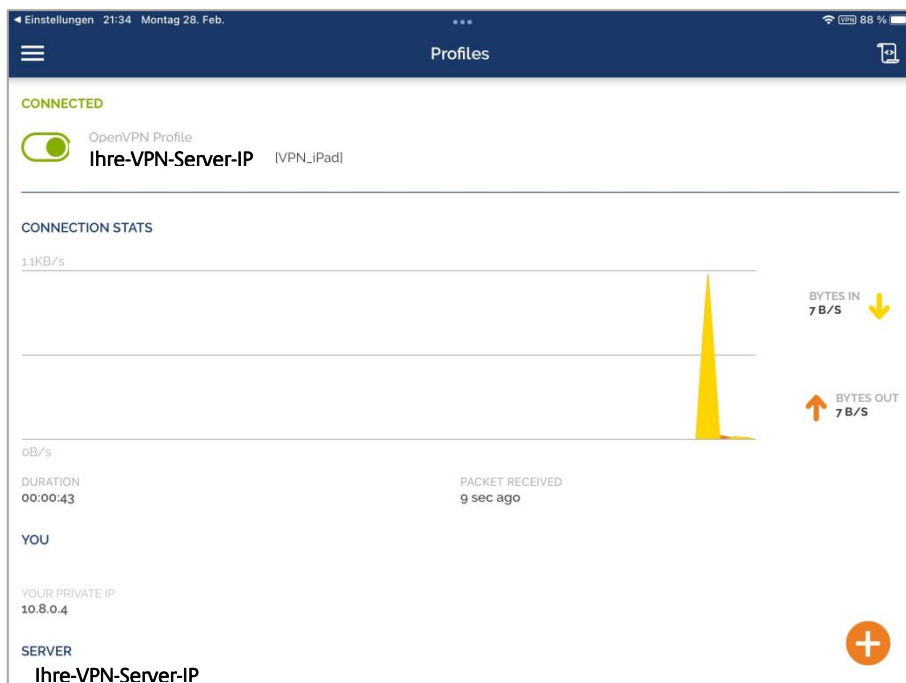 ◀ Einstellungen 21:34 Montag 28. Feb. ••• VPN 88 %
Profiles
CONNECTED
OpenVPN Profile
Ihre-VPN-Server-IP [VPN_iPad]
CONNECTION STATS
1.1KB/s
BYTES IN
7 B/S
BYTES OUT
7 B/S
0B/s
DURATION PACKET RECEIVED
00:00:43 9 sec ago
YOU
YOUR PRIVATE IP
10.8.0.4
SERVER
Ihre-VPN-Server-IP